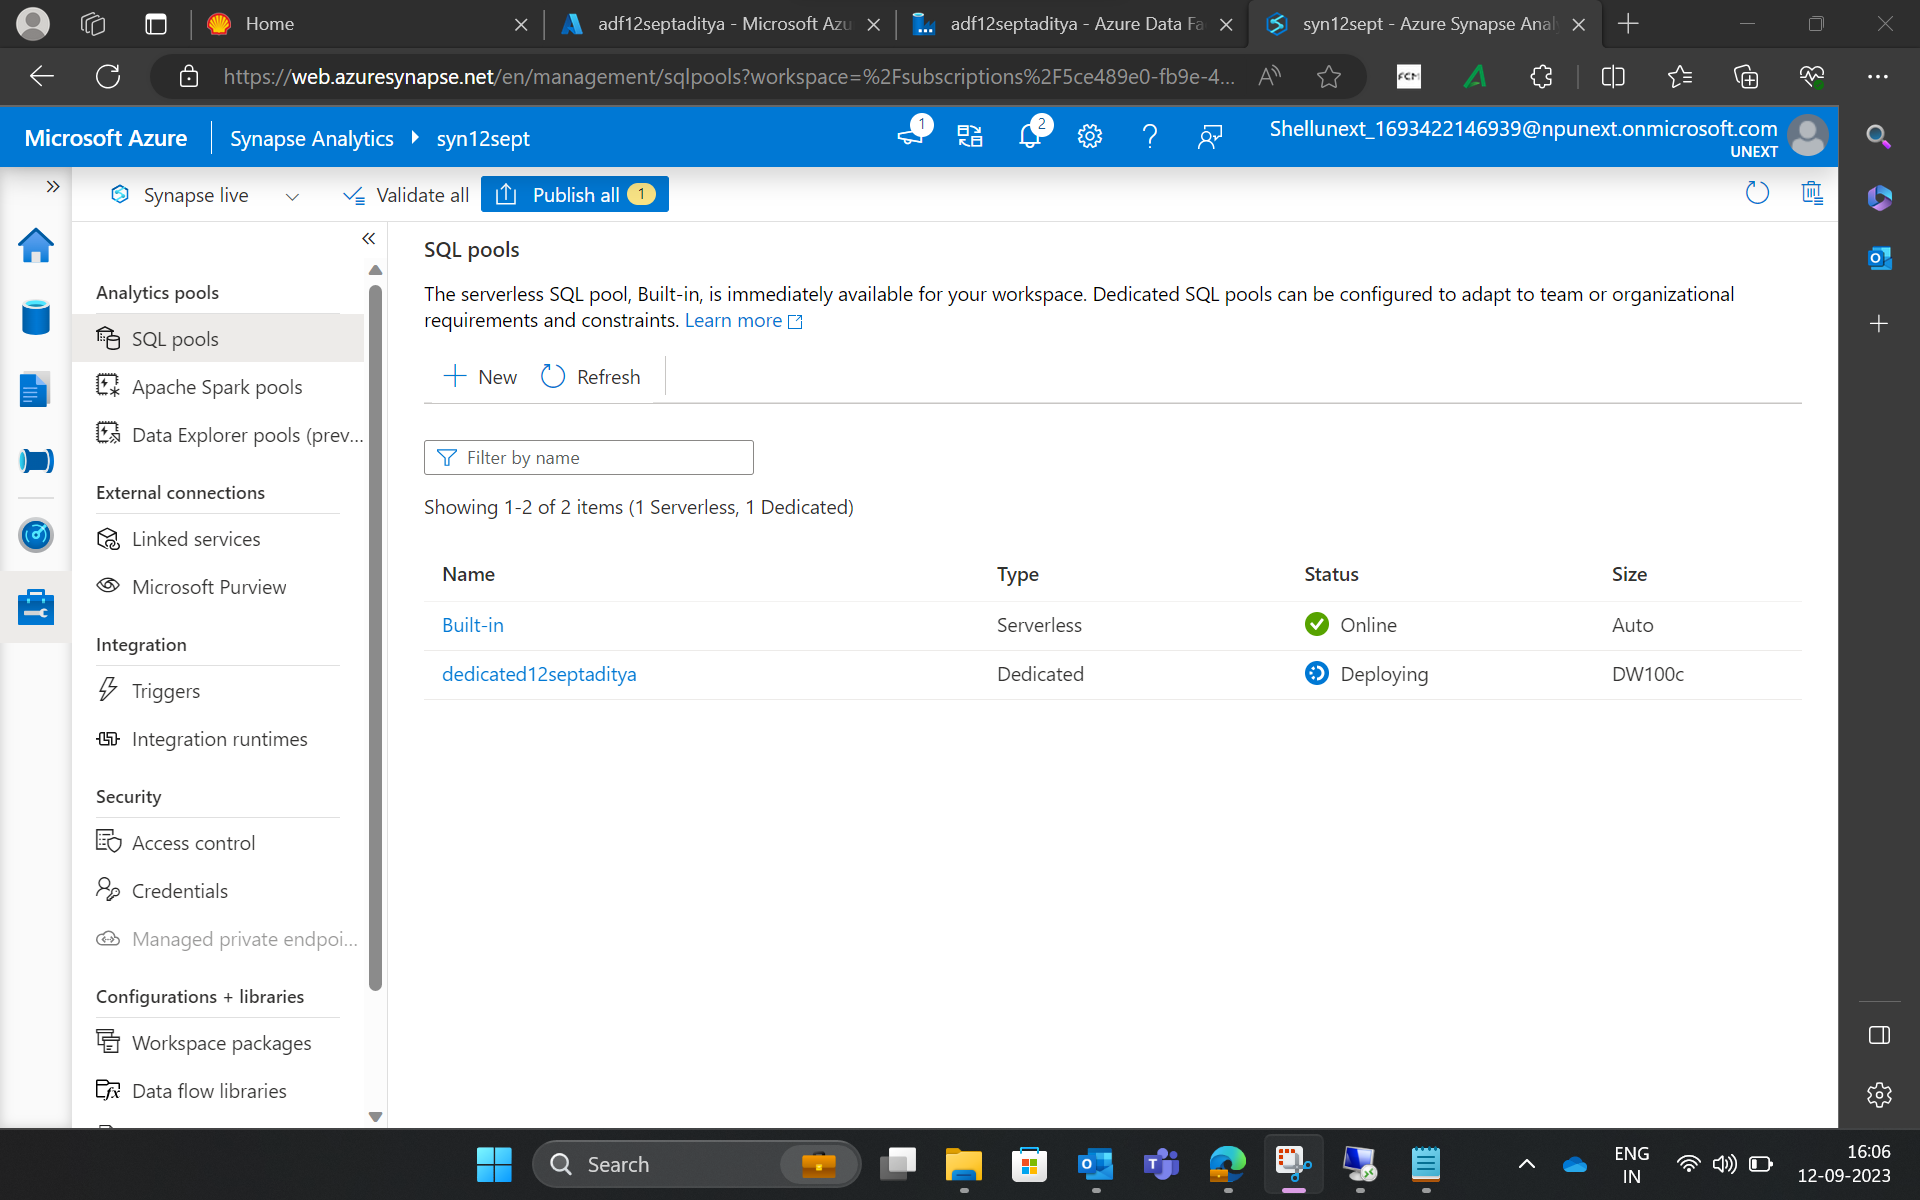 Home
adf12septaditya - Microsoft Azu
adf12septaditya - Azure Data Fa
syn12sept - Azure Synapse Anal
https://web.azuresynapse.net/en/management/sqlpools?workspace=%2Fsubscriptions%2F5ce489e0-fb9e-4...
FCM
Microsoft Azure
Synapse Analytics
syn12sept
1
2
Shellunext_1693422146939@npunext.onmicrosoft.com
UNEXT
Synapse live
Validate all
Publish all 1
Analytics pools
SQL pools
Apache Spark pools
Data Explorer pools (prev...
External connections
Linked services
Microsoft Purview
Integration
Triggers
Integration runtimes
Security
Access control
Credentials
Managed private endpoi...
Configurations + libraries
Workspace packages
Data flow libraries
SQL pools
The serverless SQL pool, Built-in, is immediately available for your workspace. Dedicated SQL pools can be configured to adapt to team or organizational
requirements and constraints. Learn more
New Refresh
Filter by name
Showing 1-2 of 2 items (1 Serverless, 1 Dedicated)
Name Type Status Size
Built-in Serverless Online Auto
dedicated12septaditya Dedicated Deploying DW100c
Search
ENG
IN
16:06
12-09-2023